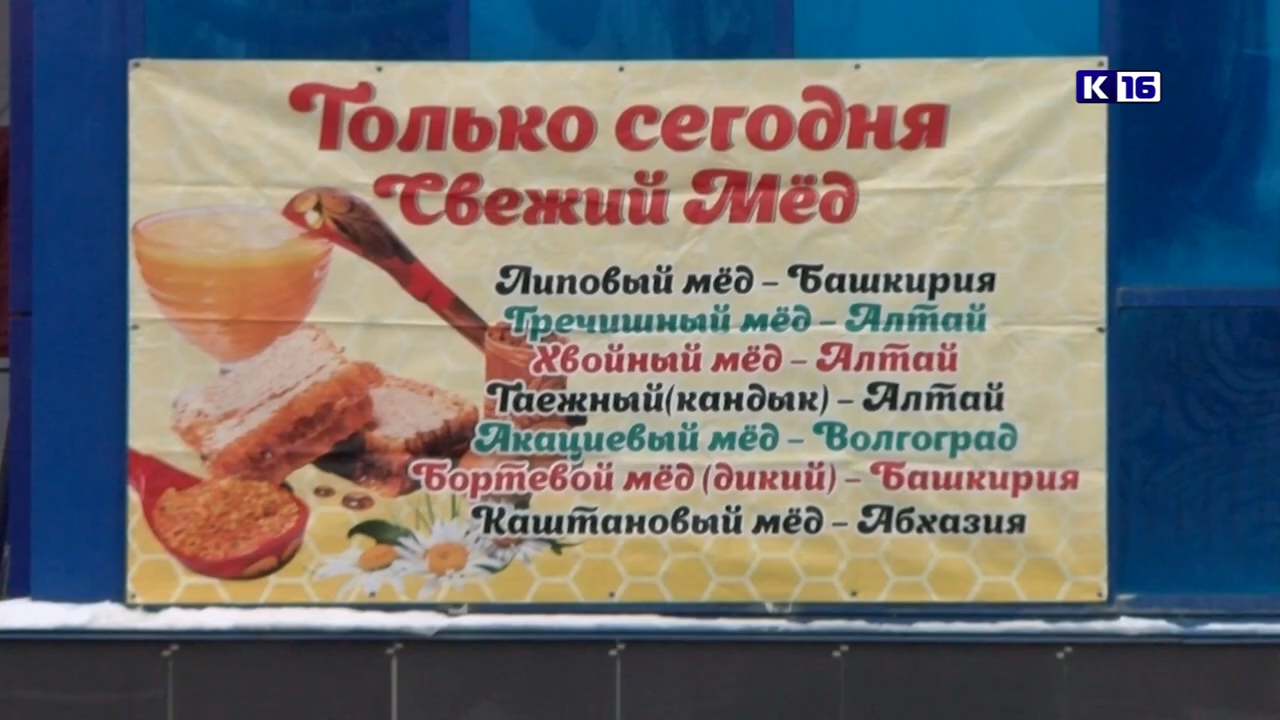 К 16
Только сегодня
Свежий Мёд
Липовый мёд – Башкирия
Гречишный мёд – Алтай
Хвойный мёд – Алтай
Таежный(кандык) – Алтай
Акациевый мёд – Волгоград
Бортевой мёд (дикий) – Башкирия
Каштановый мёд – Абхазия